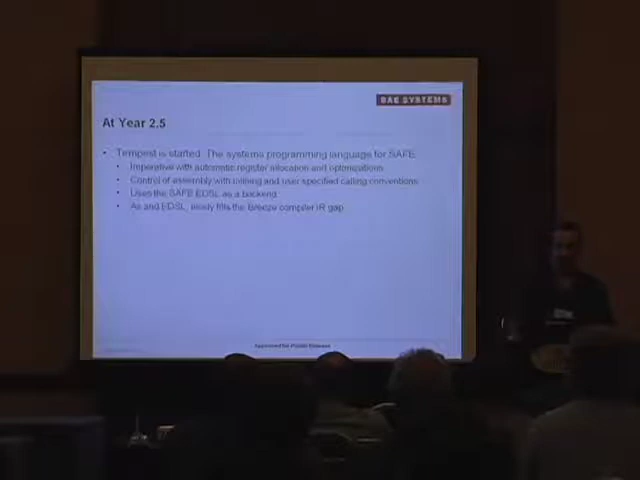 BAE SYSTEMS
At Year 2.5
• Tempest is started. The systems programming language for SAFE
• Imperative with automatic register allocation and optimizations
• Control of assembly with inlining and user specified calling conventions
• Uses the SAFE EDSL as a backend
• As and EDSL, nicely fills the Breeze compiler IR gap
Approved for Public Release